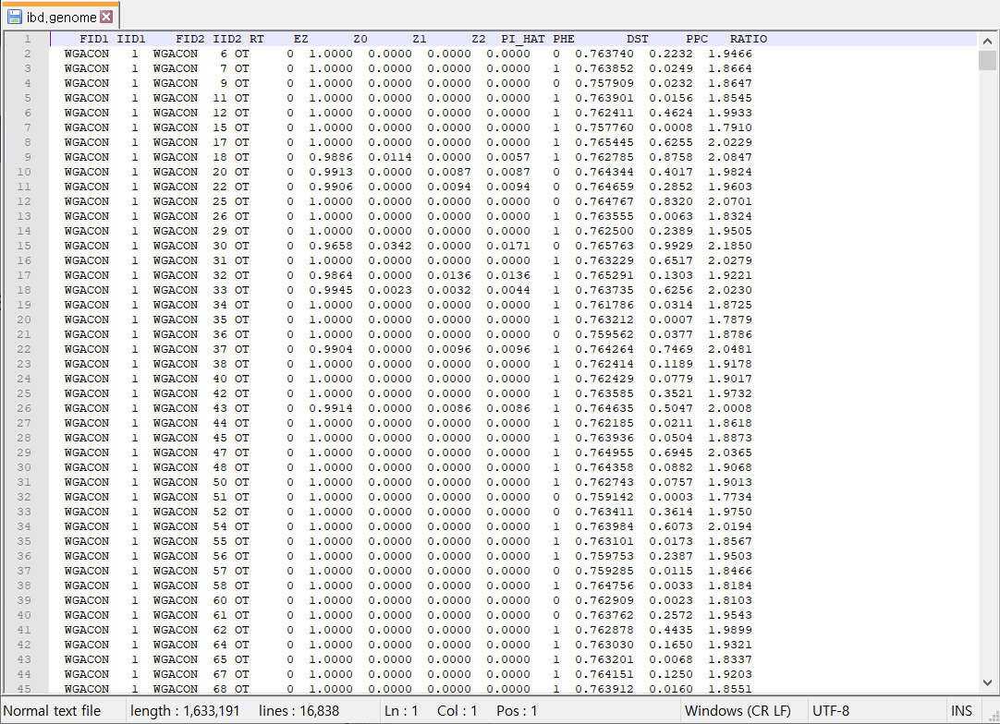 ibd.genome
1 FID1 IID1 FID2 IID2 RT EZ Z0 Z1 Z2 PI_HAT PHE DST PPC RATIO
2 WGACON 1 WGACON 6 OT 0 1.0000 0.0000 0.0000 0.0000 0 0.763740 0.2232 1.9466
3 WGACON 1 WGACON 7 OT 0 1.0000 0.0000 0.0000 0.0000 1 0.763852 0.0249 1.8664
4 WGACON 1 WGACON 9 OT 0 1.0000 0.0000 0.0000 0.0000 0 0.757909 0.0232 1.8647
5 WGACON 1 WGACON 11 OT 0 1.0000 0.0000 0.0000 0.0000 1 0.763901 0.0156 1.8545
6 WGACON 1 WGACON 12 OT 0 1.0000 0.0000 0.0000 0.0000 1 0.762411 0.4624 1.9933
7 WGACON 1 WGACON 15 OT 0 1.0000 0.0000 0.0000 0.0000 1 0.757760 0.0008 1.7910
8 WGACON 1 WGACON 17 OT 0 1.0000 0.0000 0.0000 0.0000 1 0.765445 0.6255 2.0229
9 WGACON 1 WGACON 18 OT 0 0.9886 0.0114 0.0000 0.0057 1 0.762785 0.8758 2.0847
10 WGACON 1 WGACON 20 OT 0 0.9913 0.0000 0.0087 0.0087 0 0.764344 0.4017 1.9824
11 WGACON 1 WGACON 22 OT 0 0.9906 0.0000 0.0094 0.0094 0 0.764659 0.2852 1.9603
12 WGACON 1 WGACON 25 OT 0 1.0000 0.0000 0.0000 0.0000 0 0.764767 0.8320 2.0701
13 WGACON 1 WGACON 26 OT 0 1.0000 0.0000 0.0000 0.0000 1 0.763555 0.0063 1.8324
14 WGACON 1 WGACON 29 OT 0 1.0000 0.0000 0.0000 0.0000 1 0.762500 0.2389 1.9505
15 WGACON 1 WGACON 30 OT 0 0.9658 0.0342 0.0000 0.0171 0 0.765763 0.9929 2.1850
16 WGACON 1 WGACON 31 OT 0 1.0000 0.0000 0.0000 0.0000 1 0.763229 0.6517 2.0279
17 WGACON 1 WGACON 32 OT 0 0.9864 0.0000 0.0136 0.0136 1 0.765291 0.1303 1.9221
18 WGACON 1 WGACON 33 OT 0 0.9945 0.0023 0.0032 0.0044 1 0.763735 0.6256 2.0230
19 WGACON 1 WGACON 34 OT 0 1.0000 0.0000 0.0000 0.0000 1 0.761786 0.0314 1.8725
20 WGACON 1 WGACON 35 OT 0 1.0000 0.0000 0.0000 0.0000 1 0.763212 0.0007 1.7879
21 WGACON 1 WGACON 36 OT 0 1.0000 0.0000 0.0000 0.0000 0 0.759562 0.0377 1.8786
22 WGACON 1 WGACON 37 OT 0 0.9904 0.0000 0.0096 0.0096 1 0.764264 0.7469 2.0481
23 WGACON 1 WGACON 38 OT 0 1.0000 0.0000 0.0000 0.0000 1 0.762414 0.1189 1.9178
24 WGACON 1 WGACON 40 OT 0 1.0000 0.0000 0.0000 0.0000 1 0.762429 0.0779 1.9017
25 WGACON 1 WGACON 42 OT 0 1.0000 0.0000 0.0000 0.0000 1 0.763585 0.3521 1.9732
26 WGACON 1 WGACON 43 OT 0 0.9914 0.0000 0.0086 0.0086 1 0.764635 0.5047 2.0008
27 WGACON 1 WGACON 44 OT 0 1.0000 0.0000 0.0000 0.0000 1 0.762185 0.0211 1.8618
28 WGACON 1 WGACON 45 OT 0 1.0000 0.0000 0.0000 0.0000 1 0.763936 0.0504 1.8873
29 WGACON 1 WGACON 47 OT 0 1.0000 0.0000 0.0000 0.0000 1 0.764955 0.6945 2.0365
30 WGACON 1 WGACON 48 OT 0 1.0000 0.0000 0.0000 0.0000 1 0.764358 0.0882 1.9068
31 WGACON 1 WGACON 50 OT 0 1.0000 0.0000 0.0000 0.0000 1 0.762743 0.0757 1.9013
32 WGACON 1 WGACON 51 OT 0 1.0000 0.0000 0.0000 0.0000 0 0.759142 0.0003 1.7734
33 WGACON 1 WGACON 52 OT 0 1.0000 0.0000 0.0000 0.0000 0 0.763411 0.3614 1.9750
34 WGACON 1 WGACON 54 OT 0 1.0000 0.0000 0.0000 0.0000 1 0.763984 0.6073 2.0194
35 WGACON 1 WGACON 55 OT 0 1.0000 0.0000 0.0000 0.0000 1 0.763101 0.0173 1.8567
36 WGACON 1 WGACON 56 OT 0 1.0000 0.0000 0.0000 0.0000 1 0.759753 0.2387 1.9503
37 WGACON 1 WGACON 57 OT 0 1.0000 0.0000 0.0000 0.0000 0 0.759285 0.0115 1.8466
38 WGACON 1 WGACON 58 OT 0 1.0000 0.0000 0.0000 0.0000 1 0.764756 0.0033 1.8184
39 WGACON 1 WGACON 60 OT 0 1.0000 0.0000 0.0000 0.0000 0 0.762909 0.0023 1.8103
40 WGACON 1 WGACON 61 OT 0 1.0000 0.0000 0.0000 0.0000 0 0.763762 0.2572 1.9543
41 WGACON 1 WGACON 62 OT 0 1.0000 0.0000 0.0000 0.0000 1 0.762878 0.4435 1.9899
42 WGACON 1 WGACON 64 OT 0 1.0000 0.0000 0.0000 0.0000 1 0.763030 0.1650 1.9321
43 WGACON 1 WGACON 65 OT 0 1.0000 0.0000 0.0000 0.0000 1 0.763201 0.0068 1.8337
44 WGACON 1 WGACON 67 OT 0 1.0000 0.0000 0.0000 0.0000 1 0.764151 0.1250 1.9203
45 WGACON 1 WGACON 68 OT 0 1.0000 0.0000 0.0000 0.0000 1 0.763912 0.0160 1.8551
Normal text file length : 1,633,191 lines : 16,838 Ln : 1 Col : 1 Pos : 1 Windows (CR LF) UTF-8 INS